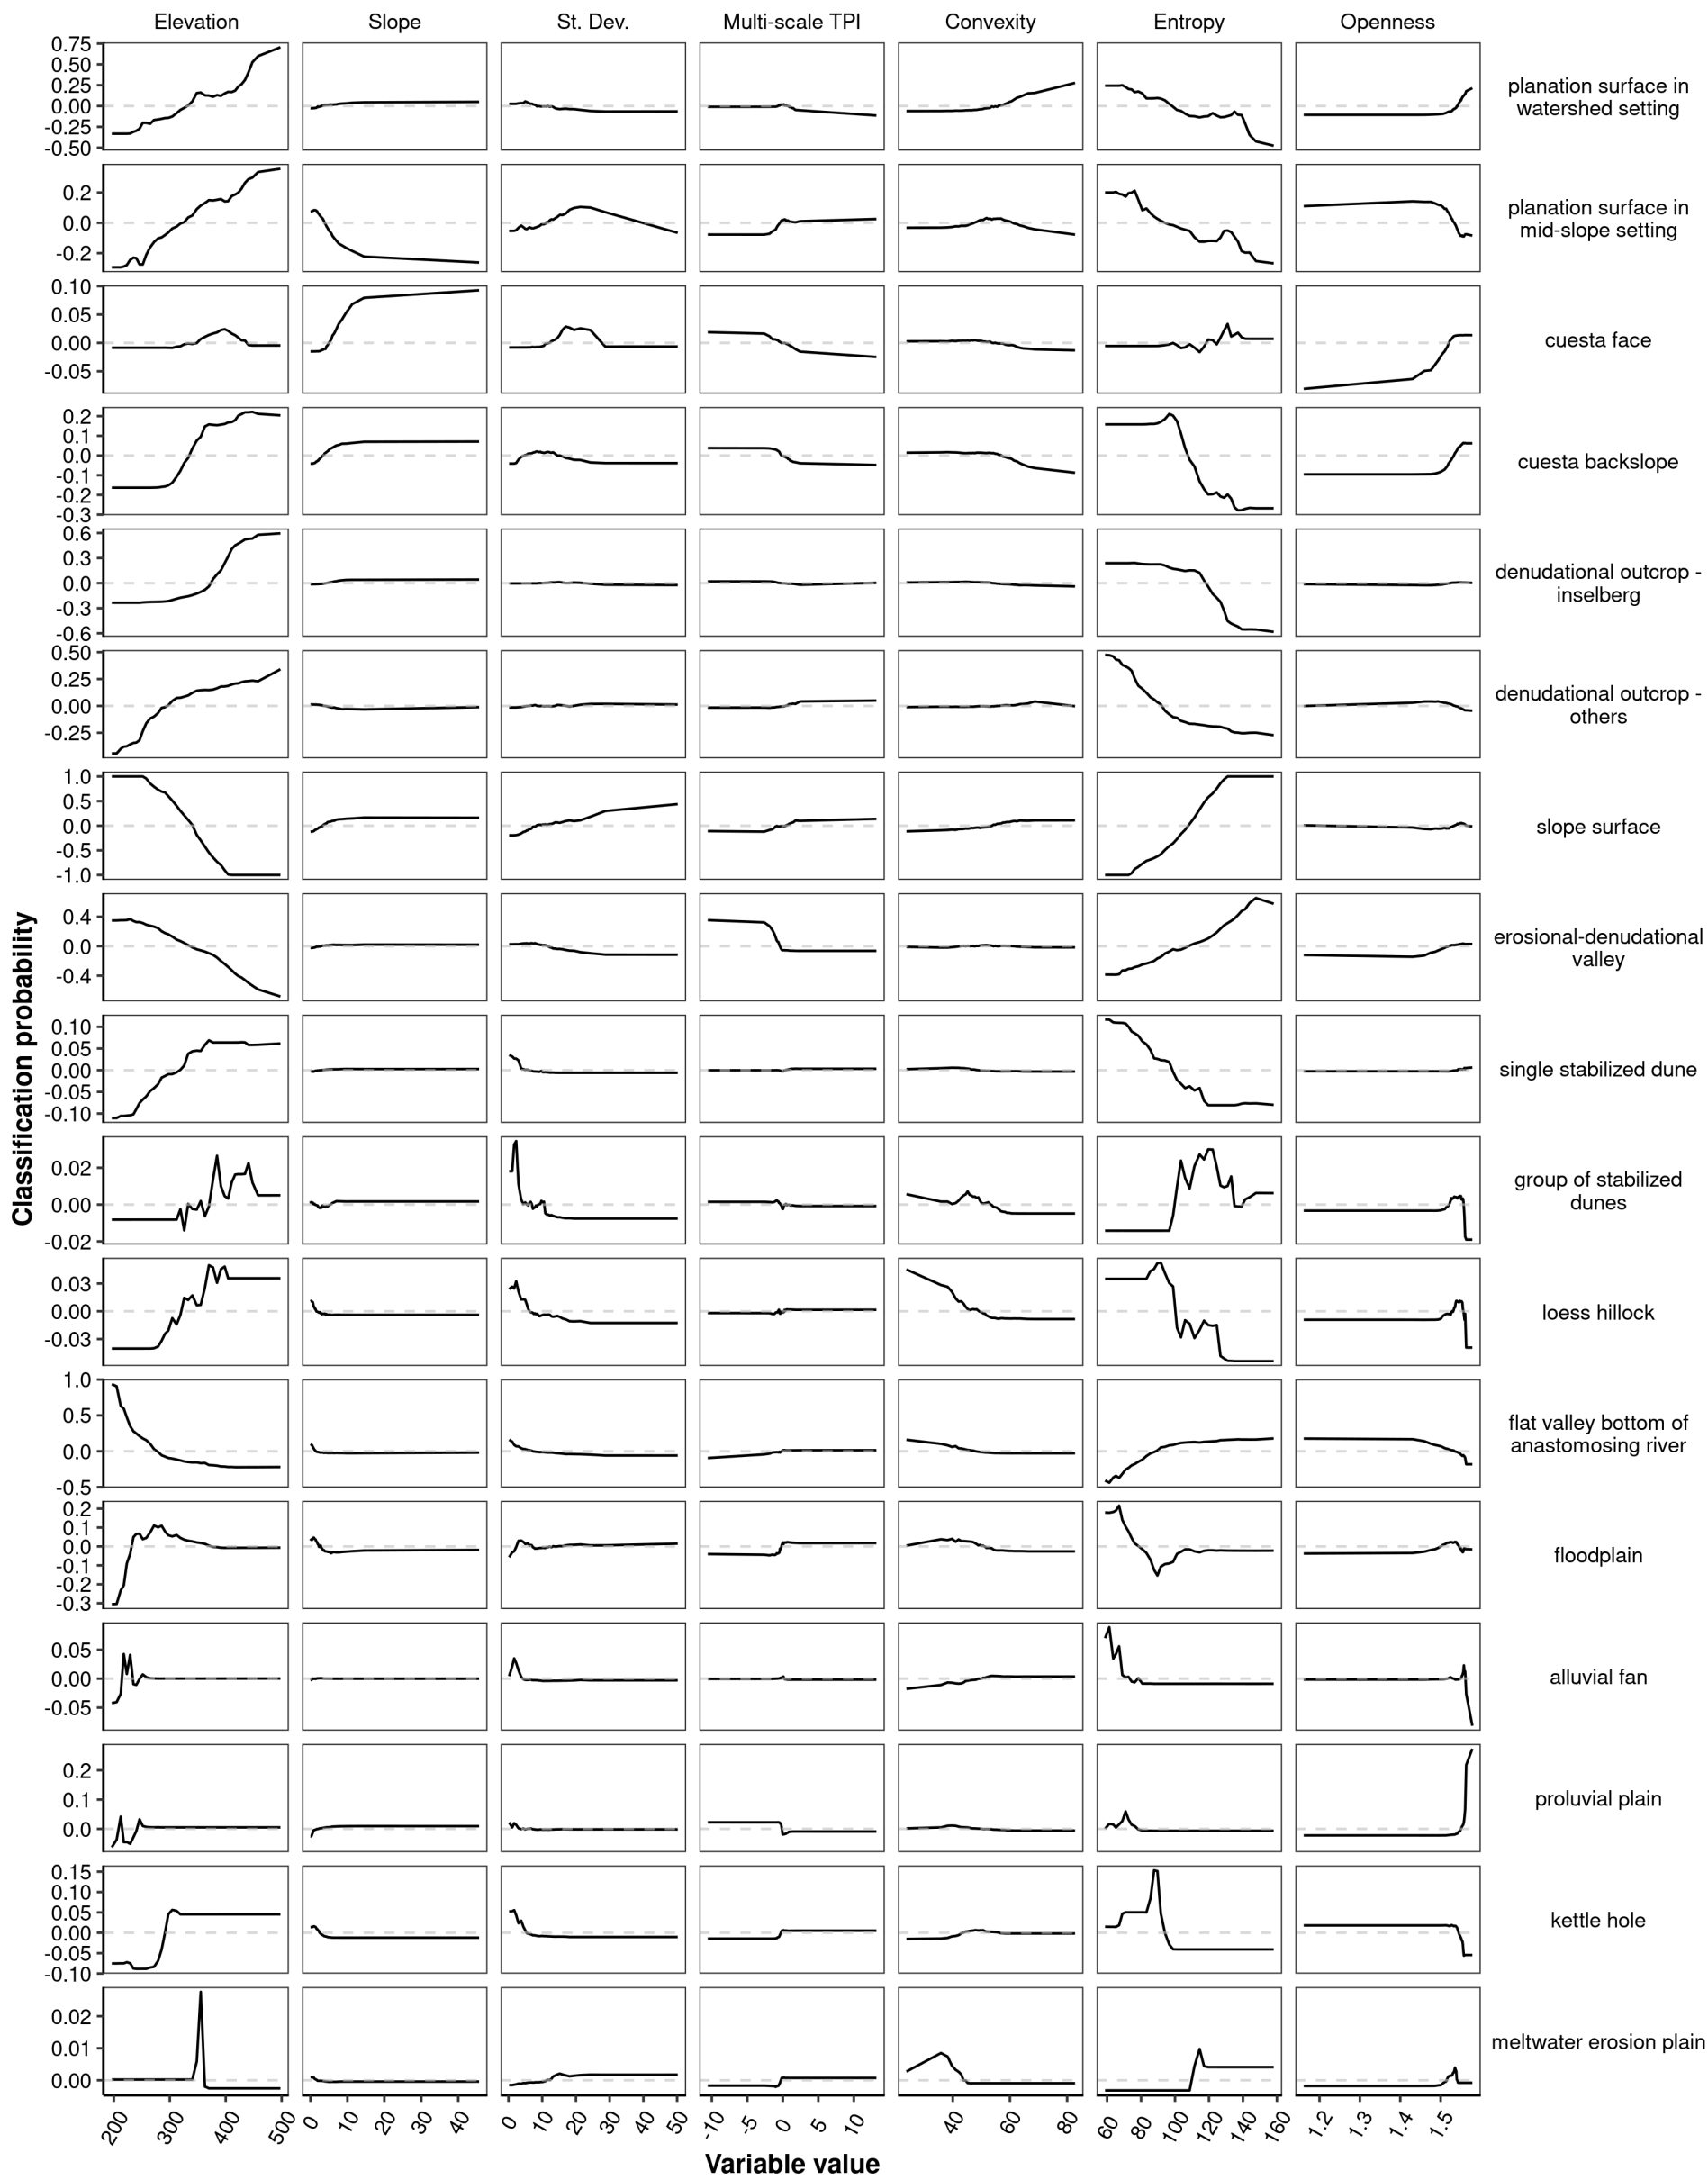 Elevation Slope St. Dev. Multi-scale TPI Convexity Entropy Openness
0.75
0.50
0.25
0.00
-0.25
-0.50
planation surface in
watershed setting
0.2
0.0
-0.2
planation surface in
mid-slope setting
0.10
0.05
0.00
-0.05
cuesta face
0.2
0.1
0.0
-0.1
-0.2
-0.3
cuesta backslope
0.6
0.3
0.0
-0.3
-0.6
denudational outcrop -
inselberg
0.50
0.25
0.00
-0.25
denudational outcrop -
others
1.0
0.5
0.0
-0.5
-1.0
slope surface
0.4
0.0
-0.4
erosional-denudational
valley
0.10
0.05
0.00
-0.05
-0.10
single stabilized dune
0.02
0.00
-0.02
group of stabilized
dunes
0.03
0.00
-0.03
loess hillock
1.0
0.5
0.0
-0.5
flat valley bottom of
anastomosing river
0.2
0.1
0.0
-0.1
-0.2
-0.3
floodplain
0.05
0.00
-0.05
alluvial fan
0.2
0.1
0.0
proluvial plain
0.15
0.10
0.05
0.00
-0.05
-0.10
kettle hole
0.02
0.01
0.00
meltwater erosion plain
Classification probability
200 300 400 500 0 10 20 30 40 0 10 20 30 40 50 -10 -5 0 5 10 40 60 80 60 80 100 120 140 160 1.2 1.3 1.4 1.5
Variable value